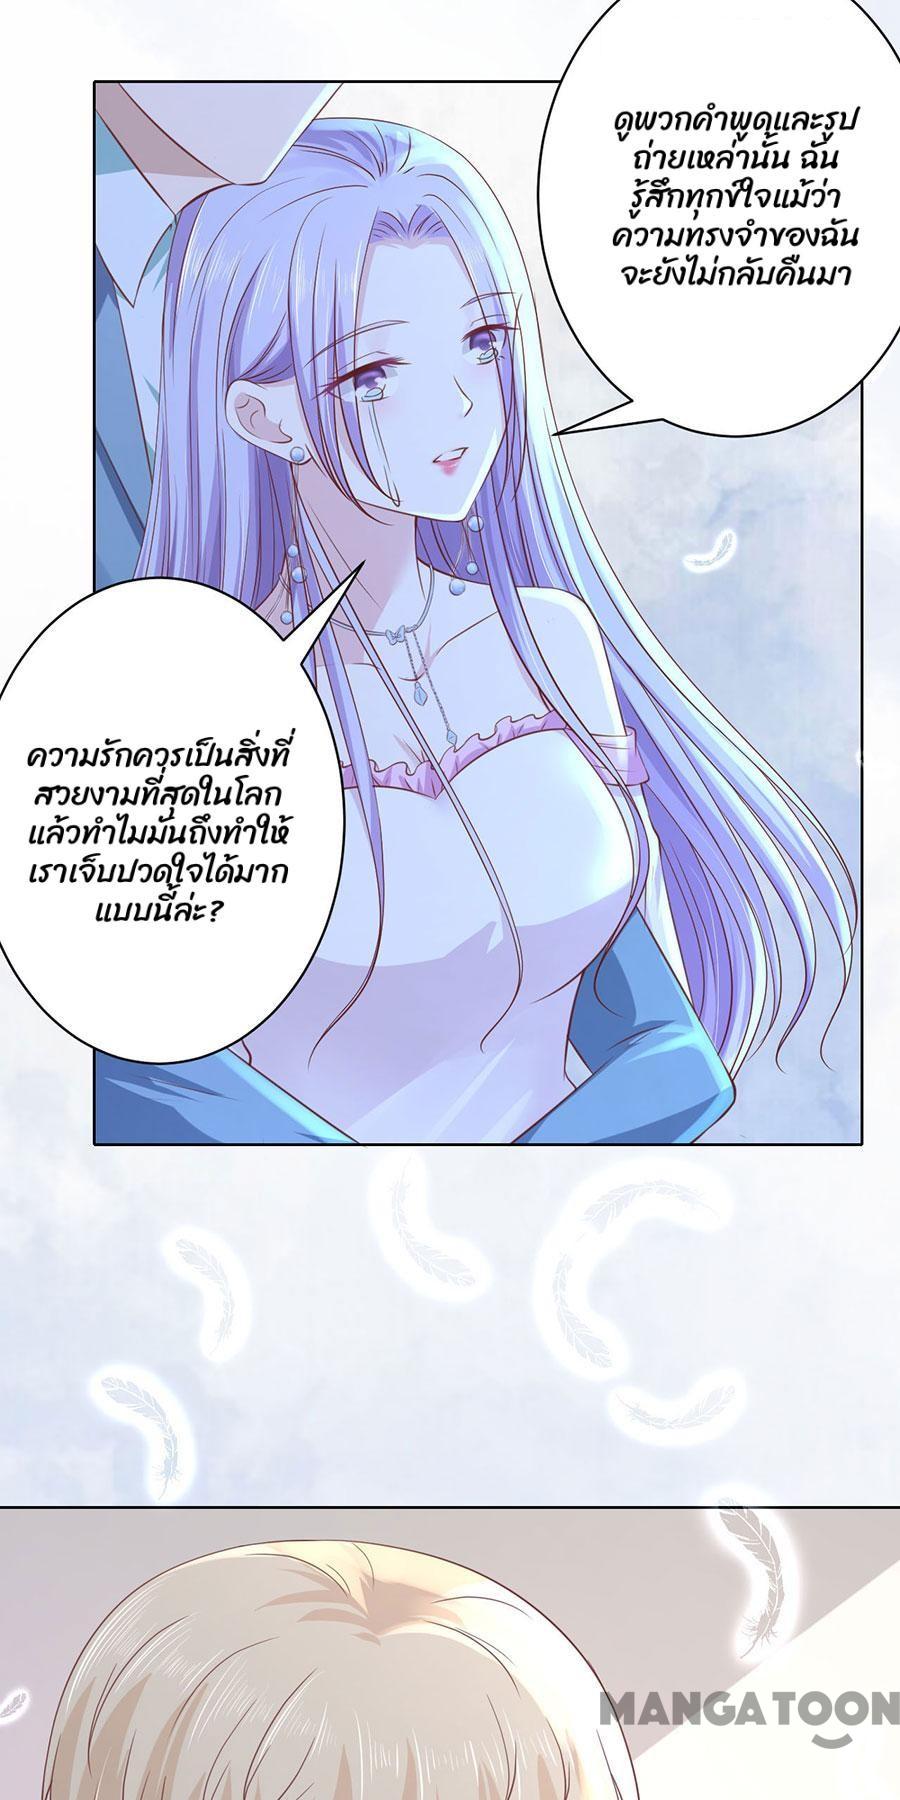 ดูพวกคำพูดและรูป
ถ่ายเหล่านั้น ฉัน
รู้สึกทุกข์ใจแม้ว่า
ความทรงจำของฉัน
จะยังไม่กลับคืนมา
ความรักควรเป็นสิ่งที่
สวยงามที่สุดในโลก
แล้วทำไมมันถึงทำให้
เราเจ็บปวดใจได้มาก
แบบนี้ล่ะ?
MANGATOON